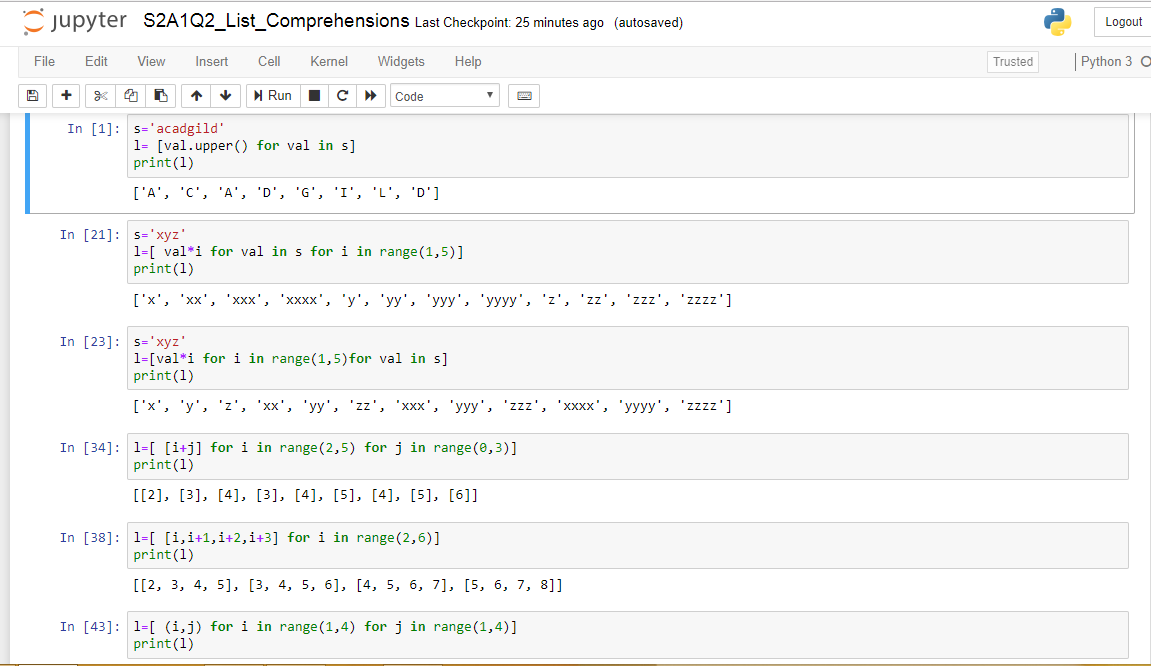 jupyter S2A1Q2_List_Comprehensions Last Checkpoint: 25 minutes ago (autosaved) Logout
File Edit View Insert Cell Kernel Widgets Help Trusted Python 3
Run Code
In [1]: s='acadgild'
l= [val.upper() for val in s]
print(l)
['A', 'C', 'A', 'D', 'G', 'I', 'L', 'D']
In [21]: s='xyz'
l=[ val*i for val in s for i in range(1,5)]
print(l)
['x', 'xx', 'xxx', 'xxxx', 'y', 'yy', 'yyy', 'yyyy', 'z', 'zz', 'zzz', 'zzzz']
In [23]: s='xyz'
l=[val*i for i in range(1,5)for val in s]
print(l)
['x', 'y', 'z', 'xx', 'yy', 'zz', 'xxx', 'yyy', 'zzz', 'xxxx', 'yyyy', 'zzzz']
In [34]: l=[ [i+j] for i in range(2,5) for j in range(0,3)]
print(l)
[[2], [3], [4], [3], [4], [5], [4], [5], [6]]
In [38]: l=[ [i,i+1,i+2,i+3] for i in range(2,6)]
print(l)
[[2, 3, 4, 5], [3, 4, 5, 6], [4, 5, 6, 7], [5, 6, 7, 8]]
In [43]: l=[ (i,j) for i in range(1,4) for j in range(1,4)]
print(l)